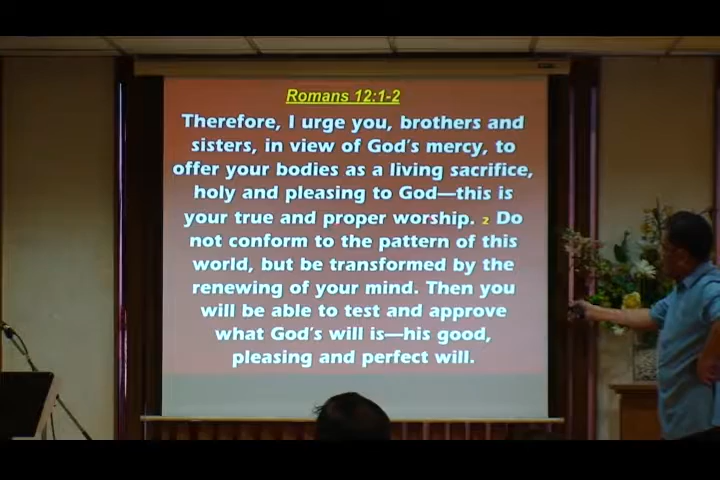 Romans 12:1-2
Therefore, I urge you, brothers and
sisters, in view of God's mercy, to
offer your bodies as a living sacrifice,
holy and pleasing to God—this is
your true and proper worship. 2 Do
not conform to the pattern of this
world, but be transformed by the
renewing of your mind. Then you
will be able to test and approve
what God's will is—his good,
pleasing and perfect will.